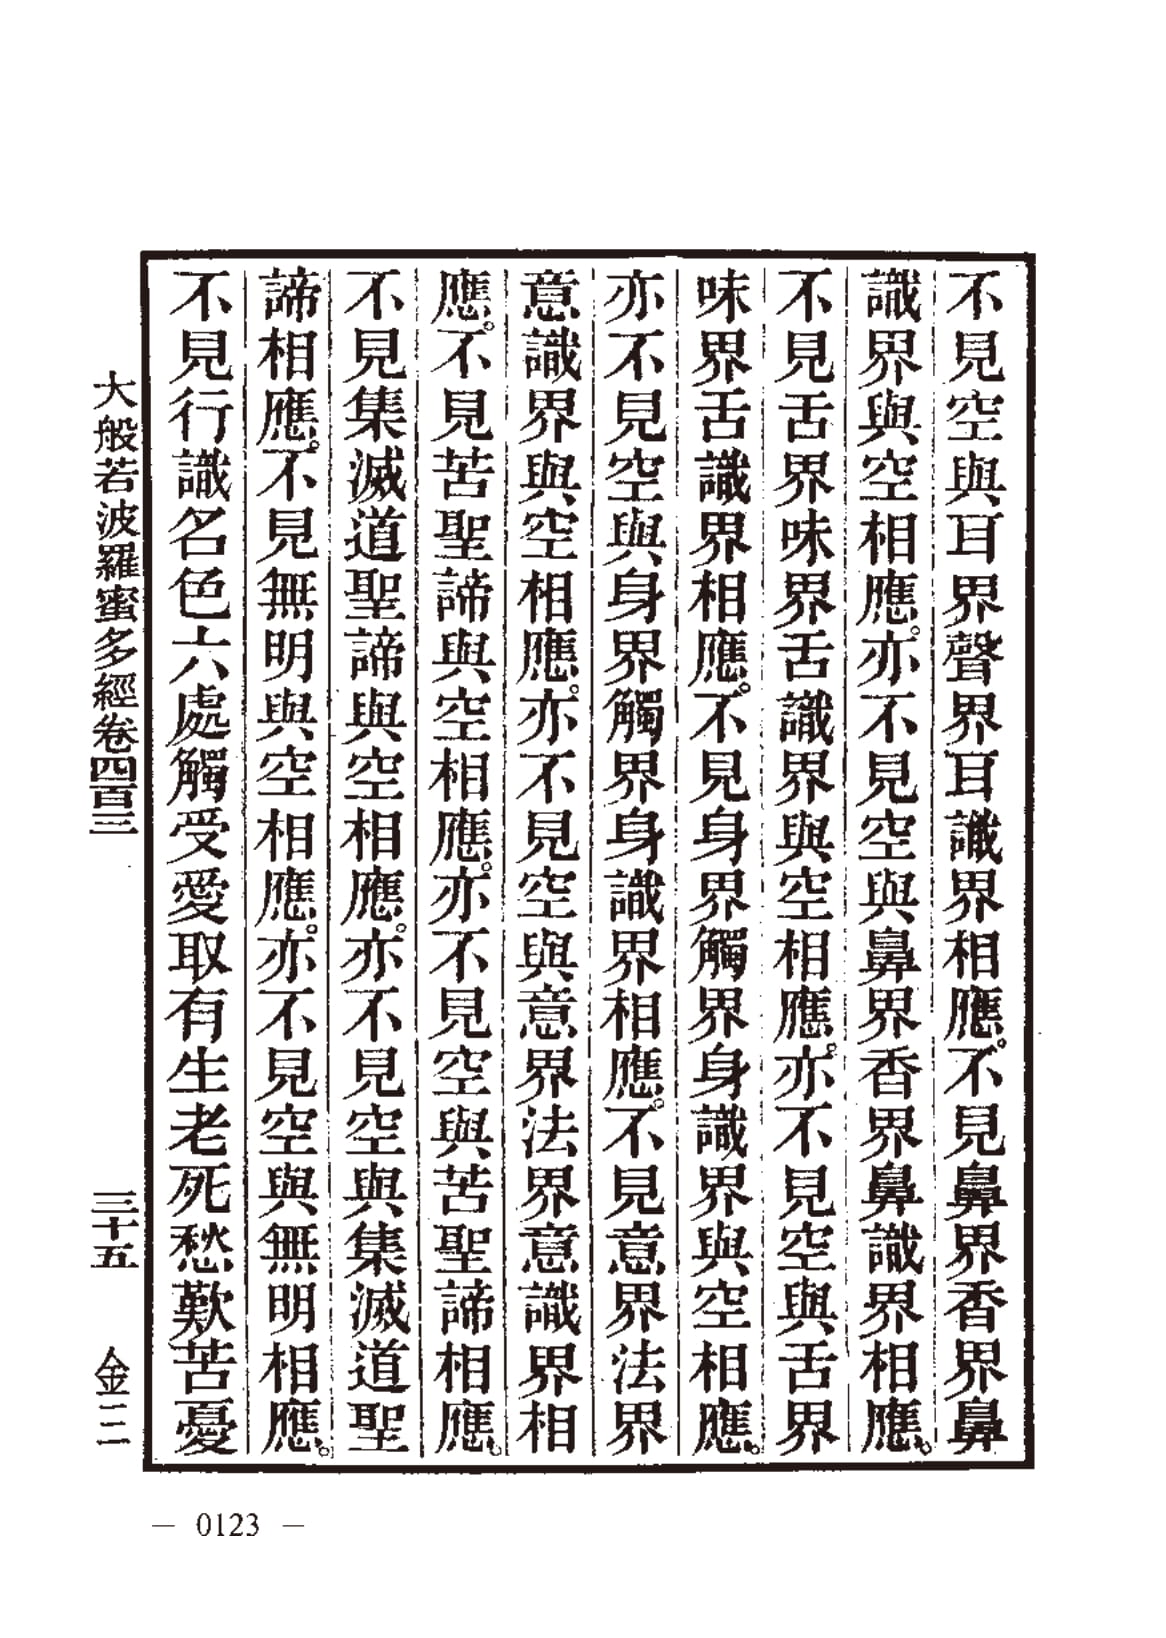 不見空與耳界聲界耳識界相應。不見鼻界香界鼻
識界與空相應。亦不見空與鼻界香界鼻識界相應。
不見舌界味界舌識界與空相應。亦不見空與舌界
味界舌識界相應。不見身界觸界身識界與空相應。
亦不見空與身界觸界身識界相應。不見意界法界
意識界與空相應。亦不見空與意界法界意識界相
應。不見苦聖諦與空相應。亦不見空與苦聖諦相應。
不見集滅道聖諦與空相應。亦不見空與集滅道聖
諦相應。不見無明與空相應。亦不見空與無明相應。
不見行識名色六處觸受愛取有生老死愁歎苦憂
大般若波羅蜜多經卷四百三 三十五 金二
— 0123 —